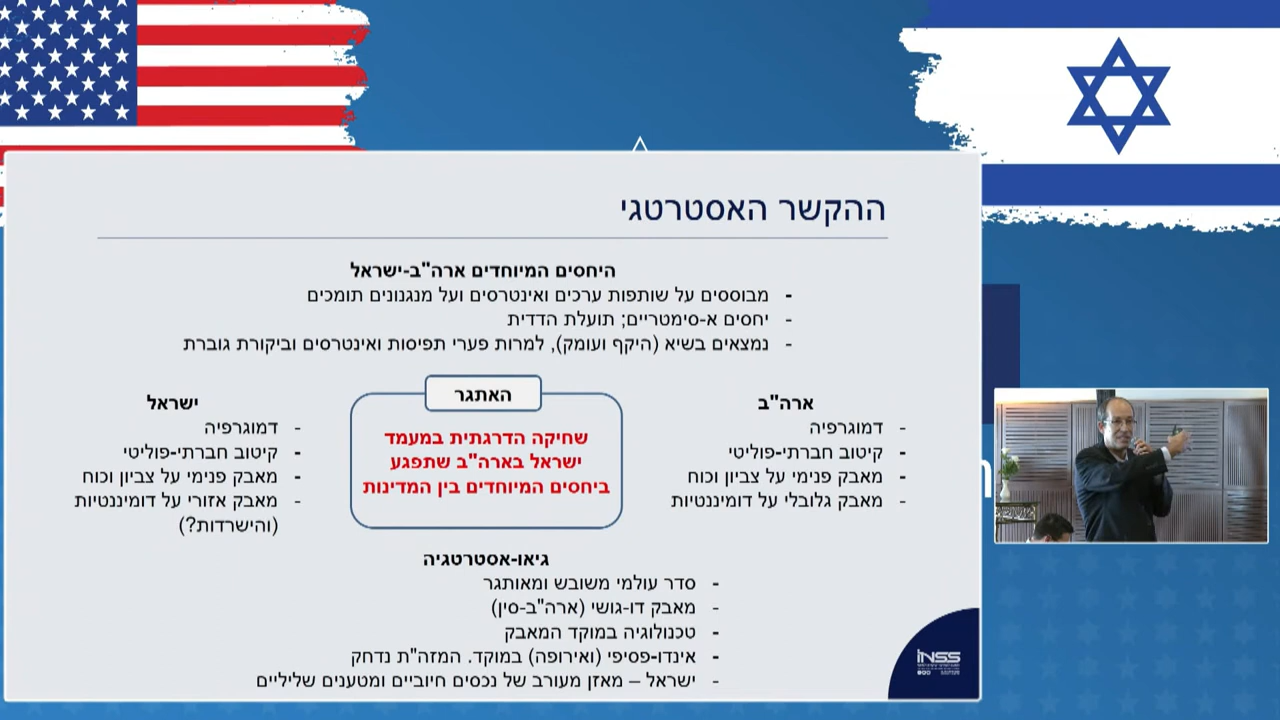 ההקשר האסטרטגי
היחסים המיוחדים ארה"ב-ישראל
- מבוססים על שותפות ערכים ואינטרסים ועל מנגנונים תומכים
- יחסים א-סימטריים; תועלת הדדית
- נמצאים בשיא (היקף ועומק), למרות פערי תפיסות ואינטרסים וביקורת גוברת
ארה"ב
- דמוגרפיה
- קיטוב חברתי-פוליטי
- מאבק פנימי על צביון וכוח
- מאבק גלובלי על דומיננטיות
האתגר
שחיקה הדרגתית במעמד
ישראל בארה"ב שתפגע
ביחסים המיוחדים בין המדינות
ישראל
- דמוגרפיה
- קיטוב חברתי-פוליטי
- מאבק פנימי על צביון וכוח
- מאבק אזורי על דומיננטיות
(והישרדות?)
גיאו-אסטרטגיה
- סדר עולמי משובש ומאותגר
- מאבק דו-גושי (ארה"ב-סין)
- טכנולוגיה במוקד המאבק
- אינדו-פסיפי (ואירופה) במוקד. המזה"ת נדחק
- ישראל – מאזן מעורב של נכסים חיוביים ומטענים שליליים
INSS